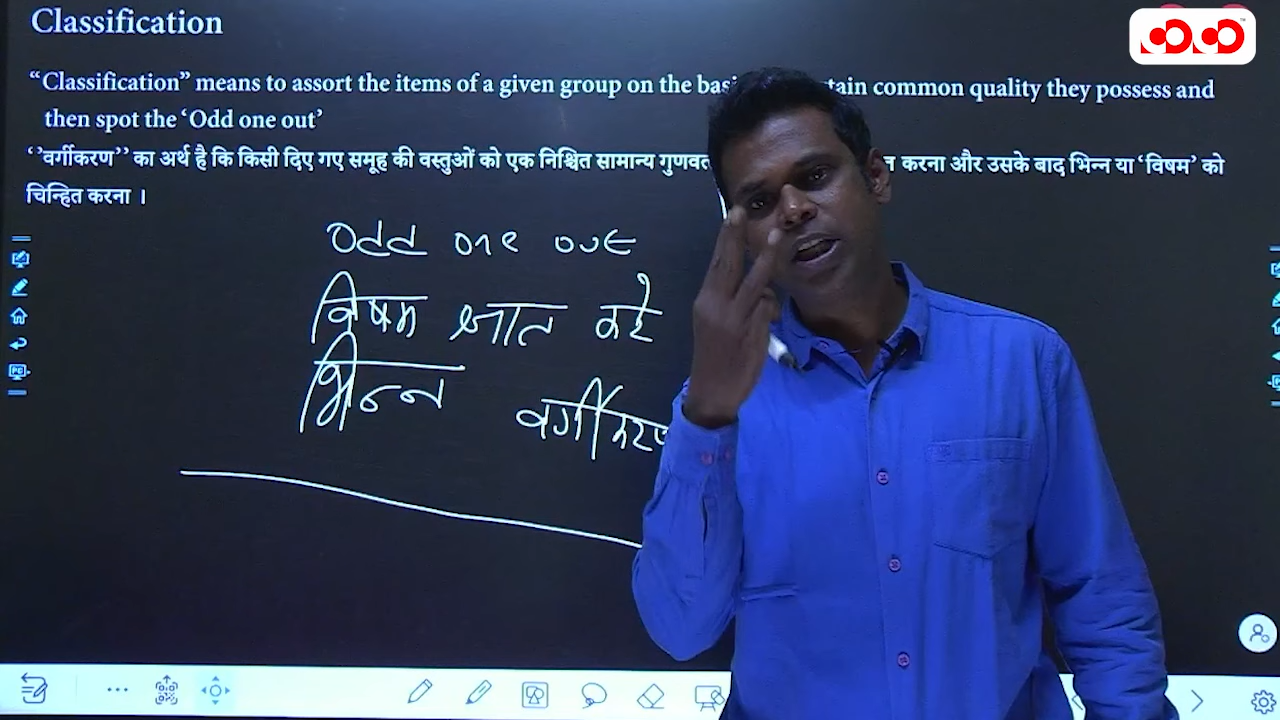 Classification
“Classification” means to assort the items of a given group on the tain common quality they possess and
then spot the ‘Odd one out’
‘’वर्गीकरण’’ का अर्थ है कि किसी दिए गए समूह की वस्तुओं को एक निश्चित सामान्य करना और उसके बाद भिन्न या ‘विषम’ को
चिन्हित करना ।
Odd one out
विषम ज्ञात करे
भिन्न
वर्गीकरण